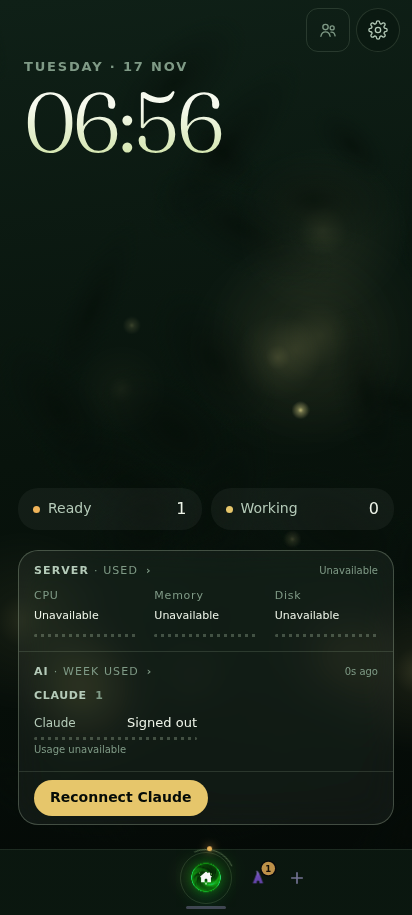 TUESDAY · 17 NOV
06:56
Ready 1
Working 0
SERVER · USED › Unavailable
CPU Memory Disk
Unavailable Unavailable Unavailable
AI · WEEK USED › 0s ago
CLAUDE 1
Claude Signed out
Usage unavailable
Reconnect Claude
1